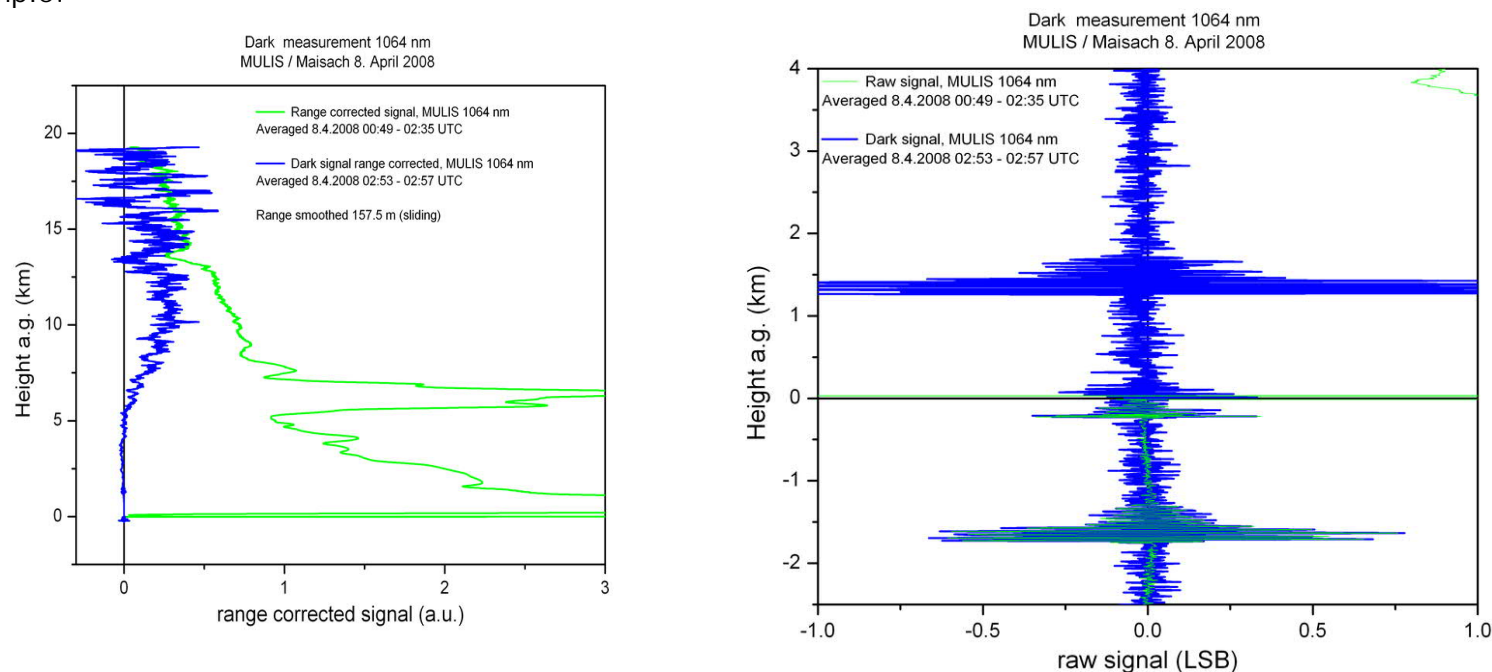 Dark measurement 1064 nm
MULIS / Maisach 8. April 2008
Range corrected signal, MULIS 1064 nm
Averaged 8.4.2008 00:49 - 02:35 UTC
Dark signal range corrected, MULIS 1064 nm
Averaged 8.4.2008 02:53 - 02:57 UTC
Range smoothed 157.5 m (sliding)
Height a.g. (km)
20
15
10
5
0
0 1 2 3
range corrected signal (a.u.)
Dark measurement 1064 nm
MULIS / Maisach 8. April 2008
Raw signal, MULIS 1064 nm
Averaged 8.4.2008 00:49 - 02:35 UTC
Dark signal, MULIS 1064 nm
Averaged 8.4.2008 02:53 - 02:57 UTC
Height a.g. (km)
4
3
2
1
0
-1
-2
-1.0 -0.5 0.0 0.5 1.0
raw signal (LSB)